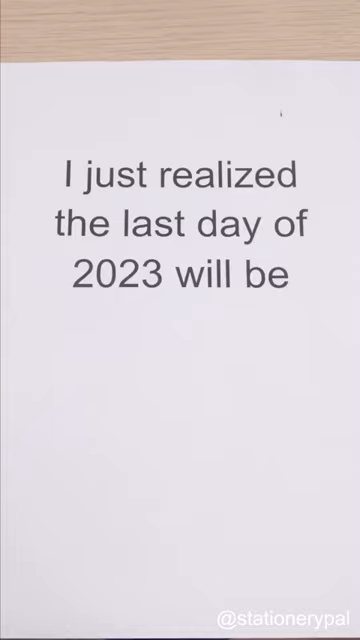 I just realized
the last day of
2023 will be
@stationerypal